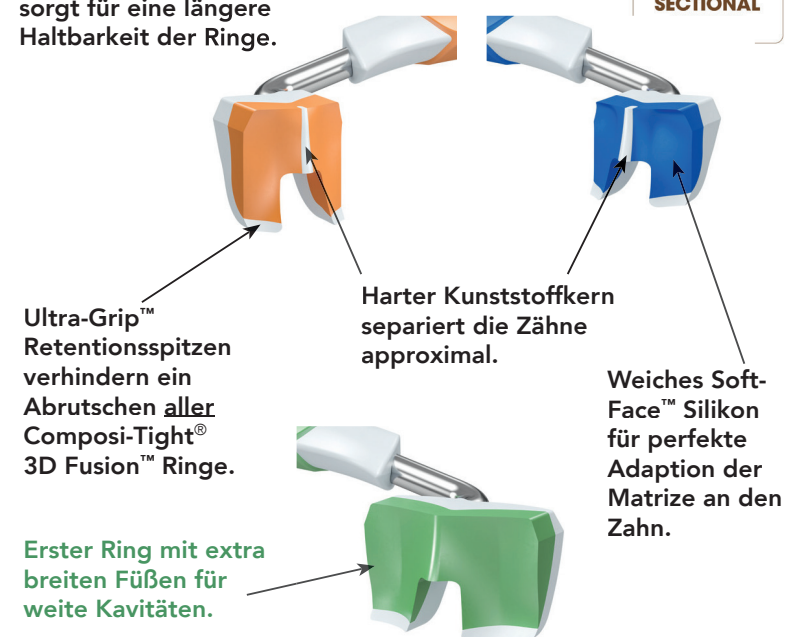 sorgt für eine längere
Haltbarkeit der Ringe.
SECTIONAL
Harter Kunststoffkern
separiert die Zähne
approximal.
Ultra-Grip™
Retentionsspitzen
verhindern ein
Abrutschen aller
Composi-Tight®
3D Fusion™ Ringe.
Weiches Soft-
Face™ Silikon
für perfekte
Adaption der
Matrize an den
Zahn.
Erster Ring mit extra
breiten Füßen für
weite Kavitäten.